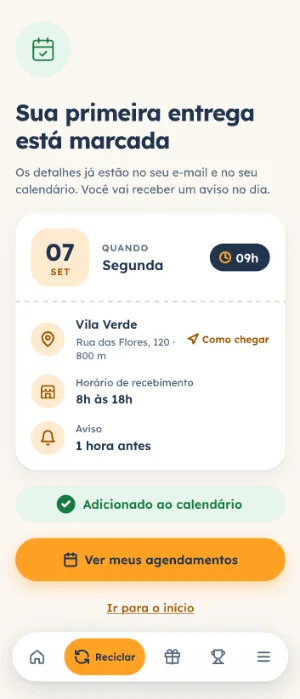 Sua primeira entrega
está marcada
Os detalhes já estão no seu e-mail e no seu
calendário. Você vai receber um aviso no dia.
07
SET
QUANDO
Segunda
09h
Vila Verde
Rua das Flores, 120 ·
800 m
Como chegar
Horário de recebimento
8h às 18h
Aviso
1 hora antes
Adicionado ao calendário
Ver meus agendamentos
Ir para o início
Reciclar